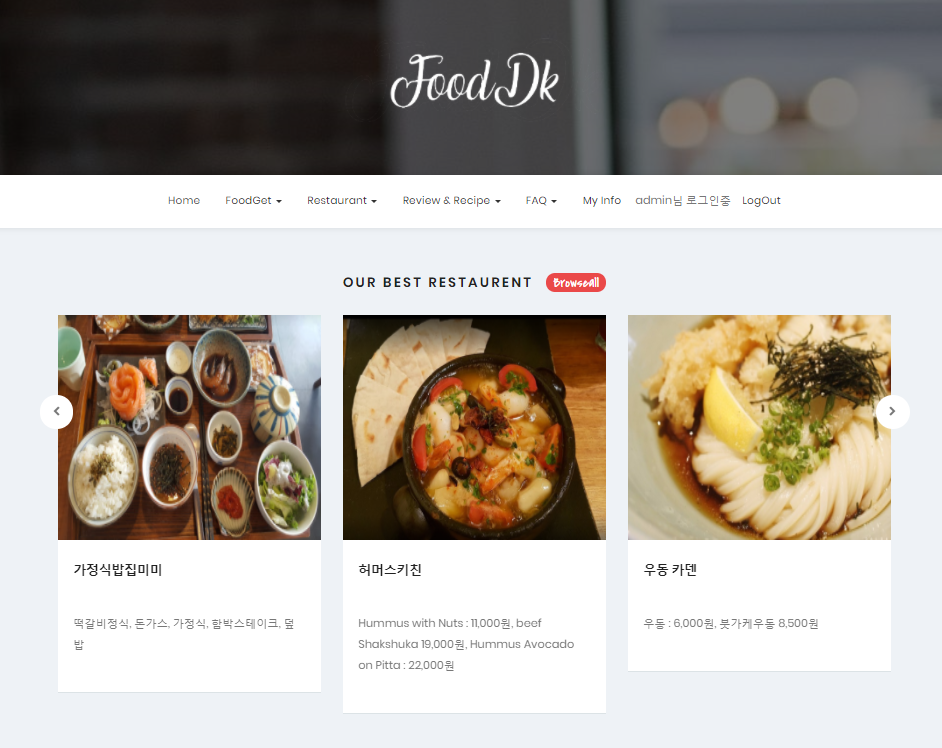 Food Dk
Home FoodGet Restaurant Review & Recipe FAQ My Info admin님 로그인중 LogOut
OUR BEST RESTAURENT Browseall
가정식밥집미미
떡갈비정식, 돈가스, 가정식, 함박스테이크, 덮
밥
허머스키친
Hummus with Nuts : 11,000원, beef
Shakshuka 19,000원, Hummus Avocado
on Pitta : 22,000원
우동 카덴
우동 : 6,000원, 붓가케우동 8,500원